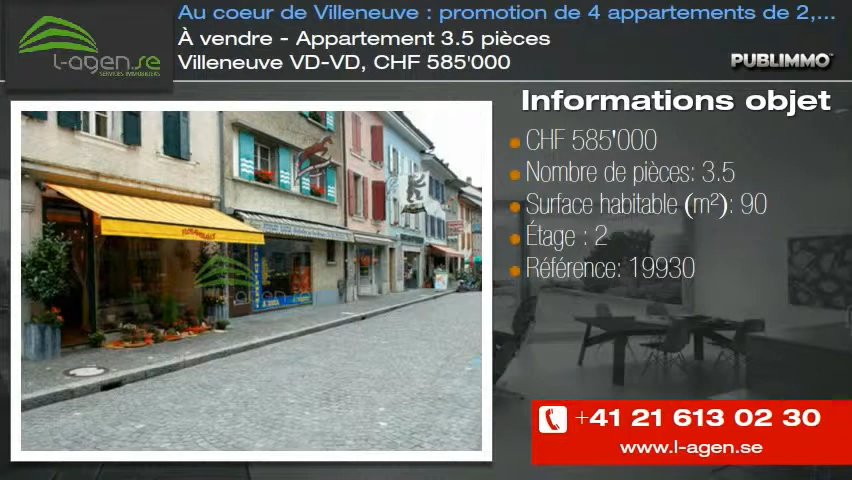 Au coeur de Villeneuve : promotion de 4 appartements de 2,...
À vendre - Appartement 3.5 pièces
Villeneuve VD-VD, CHF 585'000
l-agen.se
SERVICES IMMOBILIERS
PUBLIMMO
Informations objet
CHF 585'000
Nombre de pièces: 3.5
Surface habitable (m²): 90
Étage : 2
Référence: 19930
l-agen.se
+41 21 613 02 30
www.l-agen.se